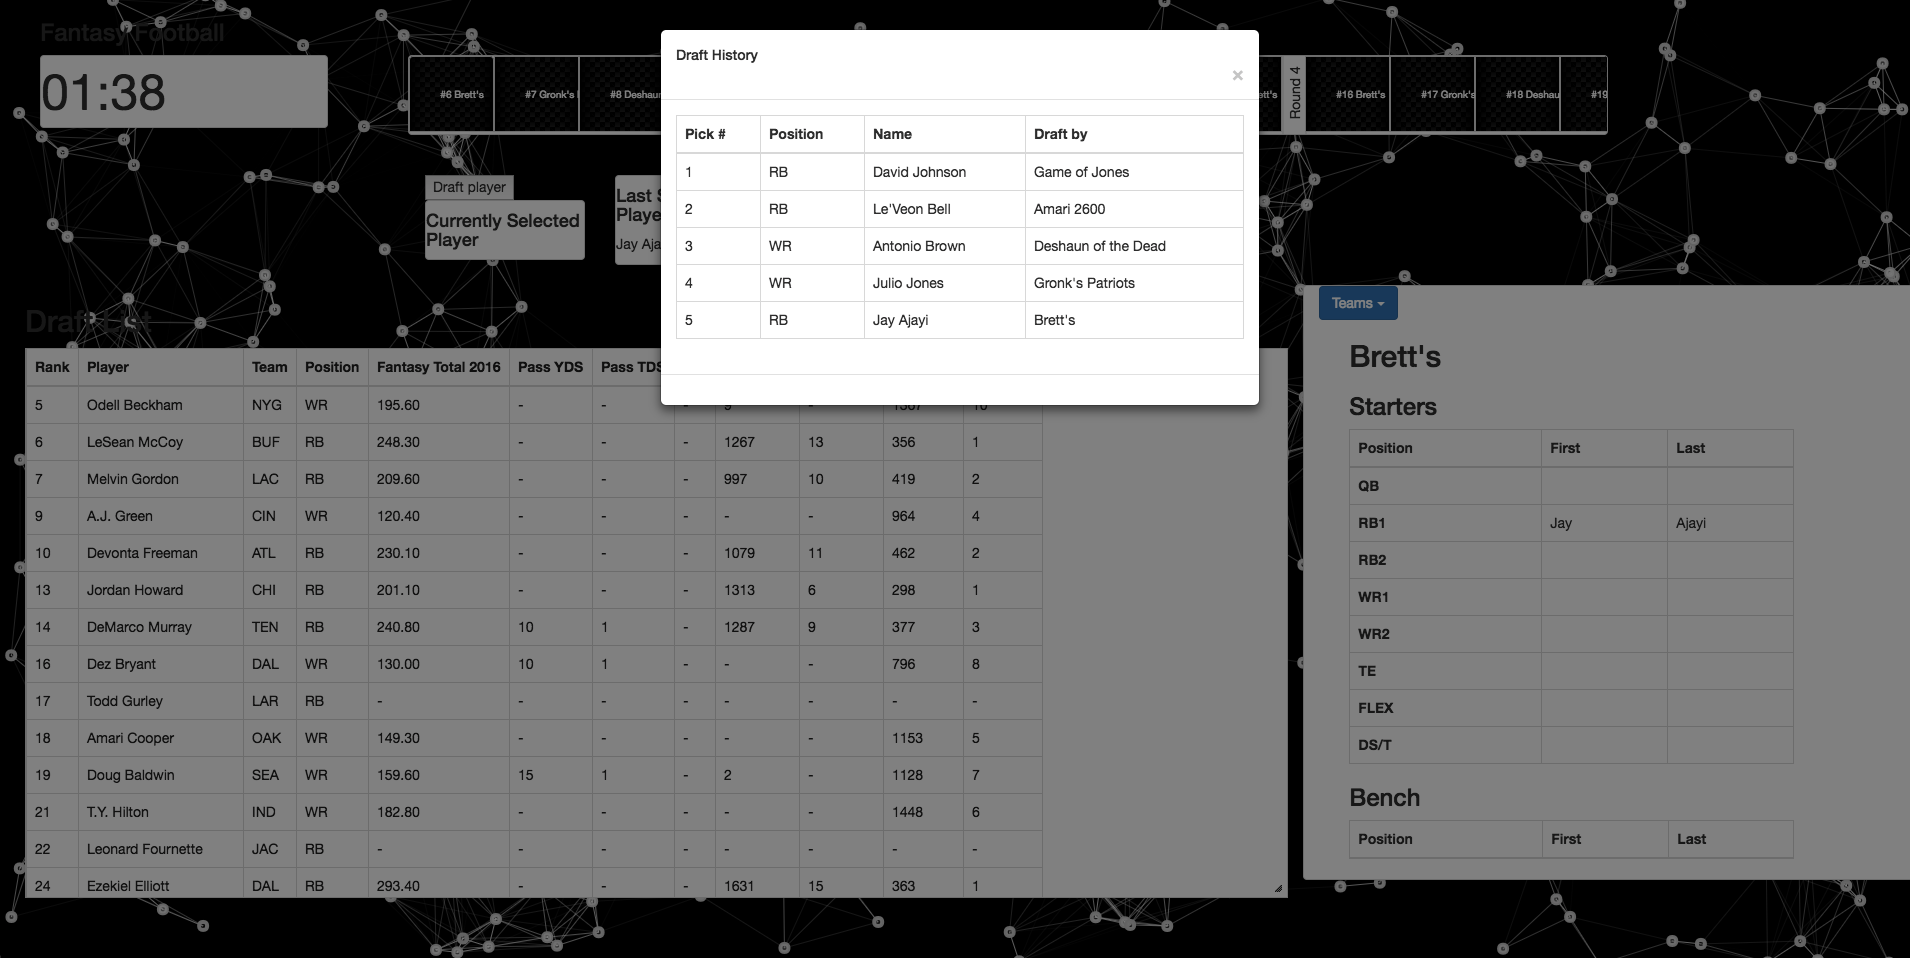 Fantasy Football
01:38
#6 Brett's #7 Gronk's #8 Deshaun
Round 4
#16 Brett's #17 Gronk's #18 Deshau #19
Draft History
×
Pick # Position Name Draft by
1 RB David Johnson Game of Jones
2 RB Le'Veon Bell Amari 2600
3 WR Antonio Brown Deshaun of the Dead
4 WR Julio Jones Gronk's Patriots
5 RB Jay Ajayi Brett's
Draft player
Currently Selected
Player
Last
Playe
Jay Aja
Draft List
Rank Player Team Position Fantasy Total 2016 Pass YDS Pass TDS
5 Odell Beckham NYG WR 195.60 - - - 9 - 1367 10
6 LeSean McCoy BUF RB 248.30 - - - 1267 13 356 1
7 Melvin Gordon LAC RB 209.60 - - - 997 10 419 2
9 A.J. Green CIN WR 120.40 - - - - - 964 4
10 Devonta Freeman ATL RB 230.10 - - - 1079 11 462 2
13 Jordan Howard CHI RB 201.10 - - - 1313 6 298 1
14 DeMarco Murray TEN RB 240.80 10 1 - 1287 9 377 3
16 Dez Bryant DAL WR 130.00 10 1 - - - 796 8
17 Todd Gurley LAR RB - - - - - - - -
18 Amari Cooper OAK WR 149.30 - - - - - 1153 5
19 Doug Baldwin SEA WR 159.60 15 1 - 2 - 1128 7
21 T.Y. Hilton IND WR 182.80 - - - - - 1448 6
22 Leonard Fournette JAC RB - - - - - - - -
24 Ezekiel Elliott DAL RB 293.40 - - - 1631 15 363 1
Teams
Brett's
Starters
Position First Last
QB
RB1 Jay Ajayi
RB2
WR1
WR2
TE
FLEX
DS/T
Bench
Position First Last